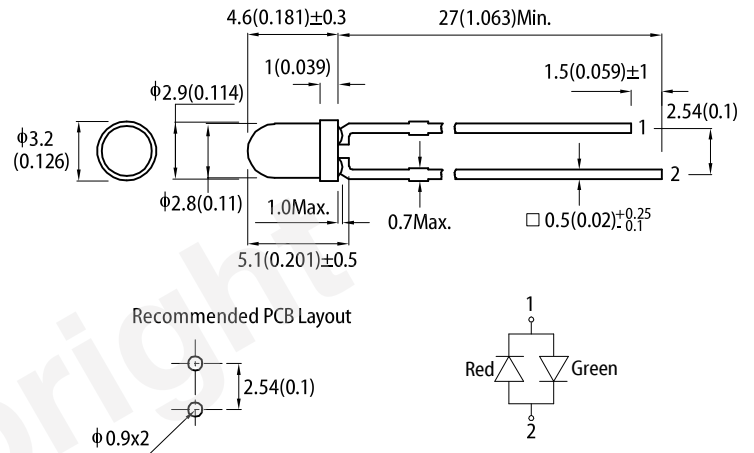 4.6(0.181)±0.3
27(1.063)Min.
1(0.039)
1.5(0.059)±1
ϕ2.9(0.114)
2.54(0.1)
ϕ3.2
(0.126)
1
2
ϕ2.8(0.11)
1.0Max.
0.7Max.
□ 0.5(0.02)+0.25
-0.1
5.1(0.201)±0.5
Recommended PCB Layout
2.54(0.1)
ϕ0.9x2
1
Red
Green
2
bright